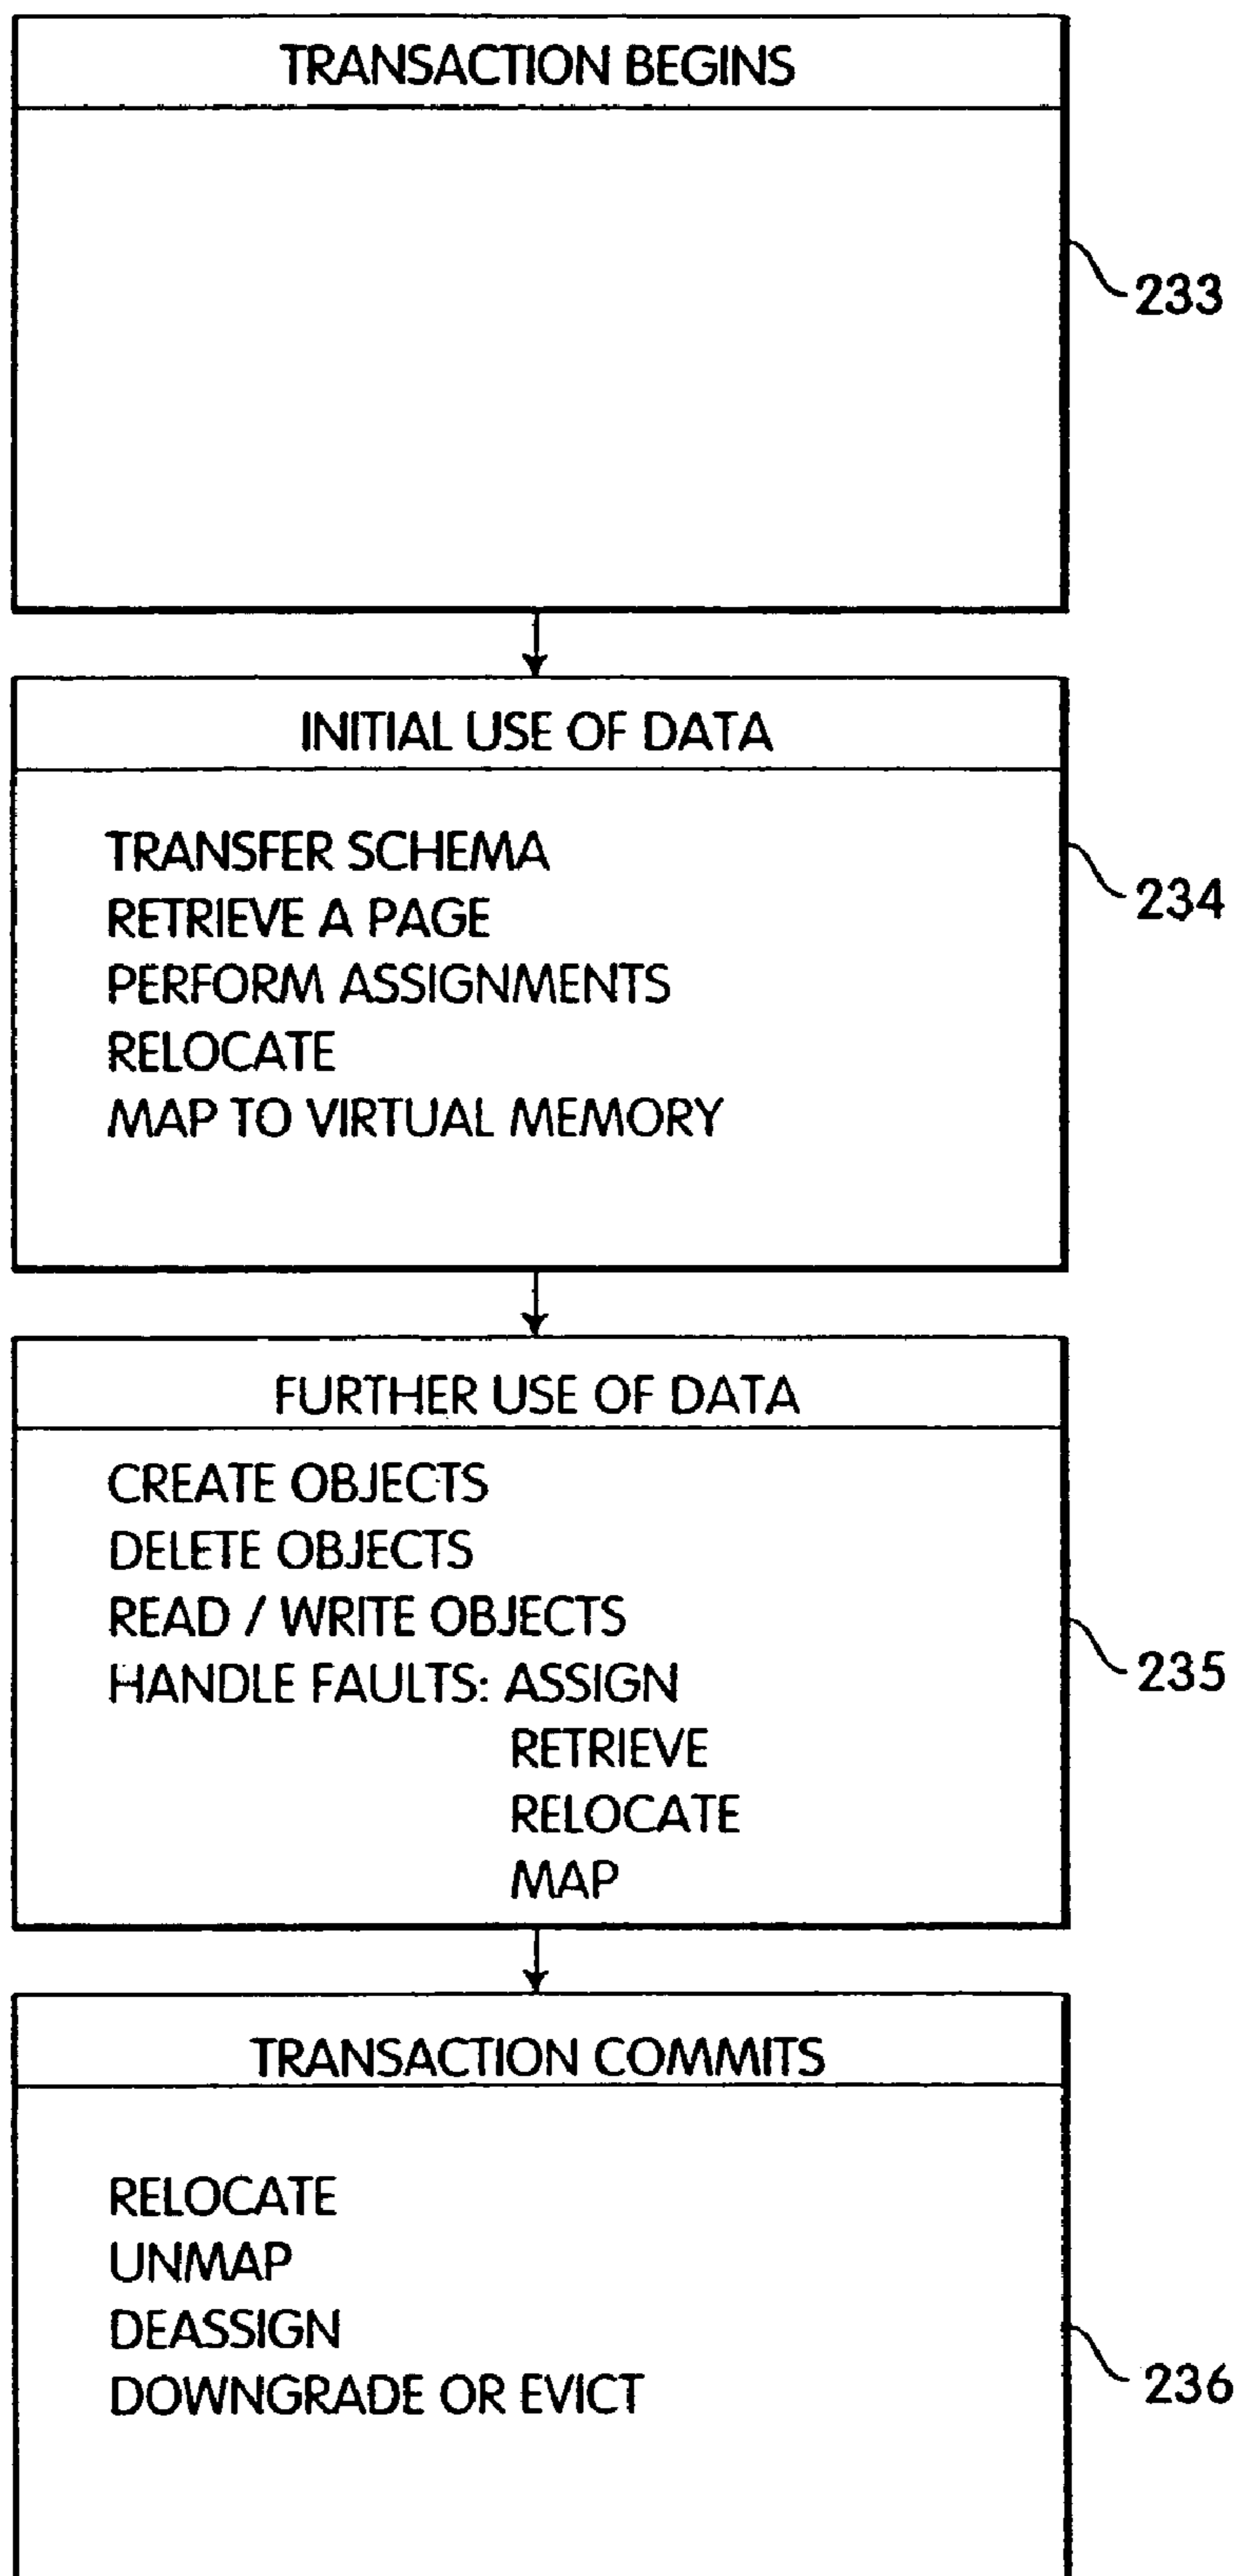 TRANSACTION BEGINS
233
INITIAL USE OF DATA
TRANSFER SCHEMA
234
RETRIEVE A PAGE
PERFORM ASSIGNMENTS
RELOCATE
MAP TO VIRTUAL MEMORY
FURTHER USE OF DATA
CREATE OBJECTS
DELETE OBJECTS
READ / WRITE OBJECTS
HANDLE FAULTS: ASSIGN
235
RETRIEVE
RELOCATE
MAP
TRANSACTION COMMITS
RELOCATE
UNMAP
DEASSIGN
DOWNGRADE OR EVICT
236